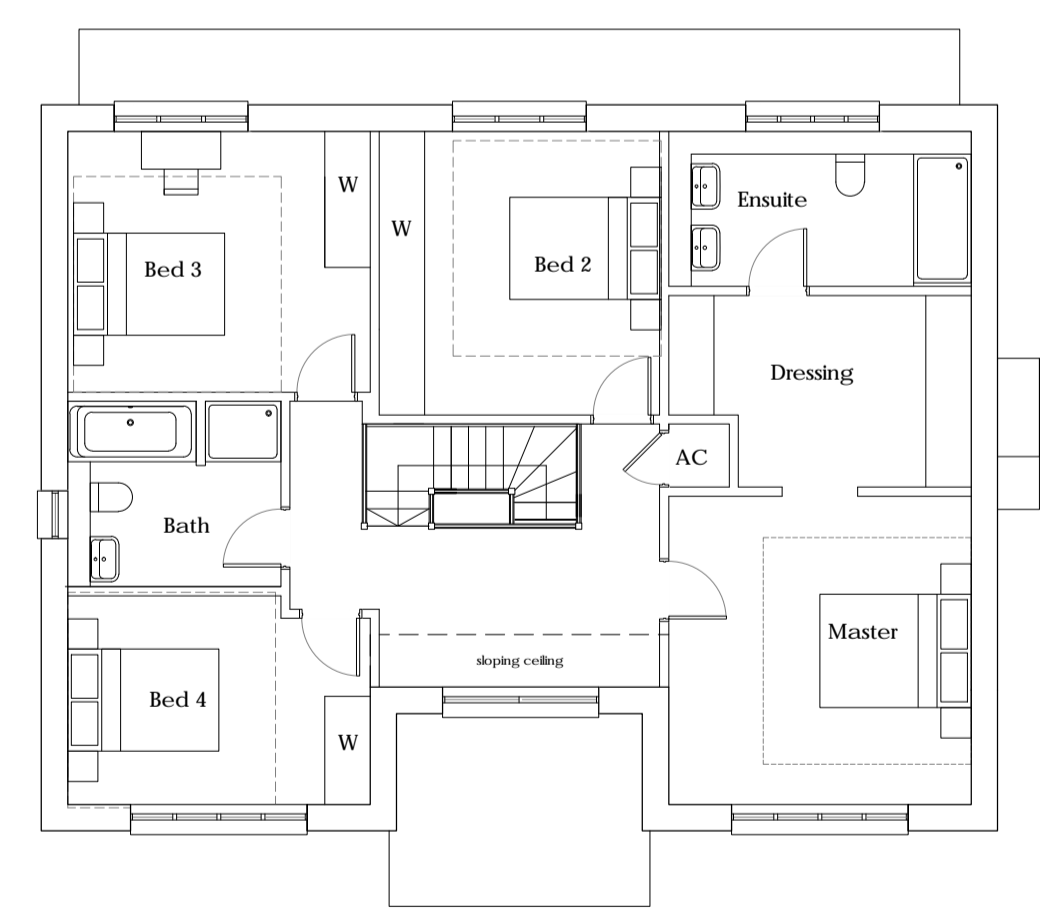 W
Ensuite
W
Bed 3
Bed 2
Dressing
AC
Bath
Master
sloping ceiling
Bed 4
W